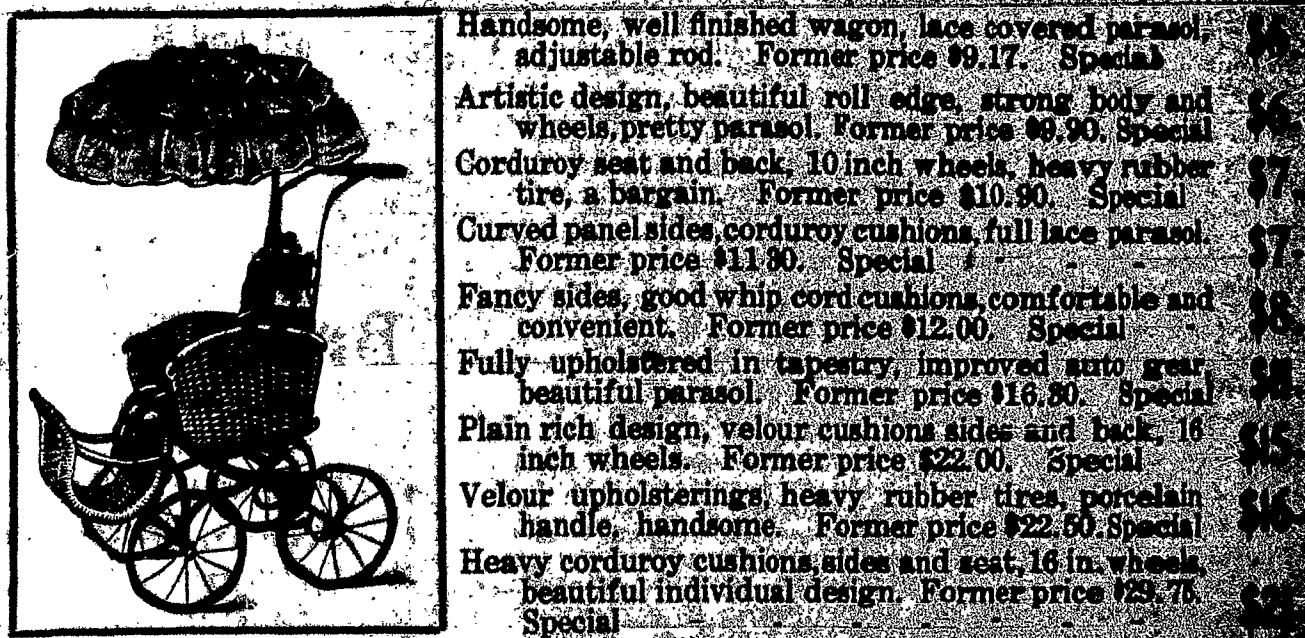 Handsome, well finished wagon, lace covered parasol,
adjustable rod. Former price $9.17. Special $5
Artistic design, beautiful roll edge, strong body and
wheels, pretty parasol. Former price $9.90. Special $6.
Corduroy seat and back, 10 inch wheels, heavy rubber
tire, a bargain. Former price $10.90. Special $7.
Curved panel sides, corduroy cushions, full lace parasol.
Former price Special - - - $7.
Fancy sides, good whip cord cushions, comfortable and
convenient. Former price $12.00. Special -
Fully upholstered in tapestry, improved auto gear,
beautiful parasol. Former price Special
Plain rich design, velour cushions sides and back, 16
inch wheels. Former price $22.00. Special $15.
Velour upholsterings, heavy rubber tires, porcelain
handle, handsome. Former price $22.50. Special $16.
Heavy corduroy cushions, sides and seat, 16 in. wheels,
beautiful individual design. Former price $29.75.
Special - - - - - - -